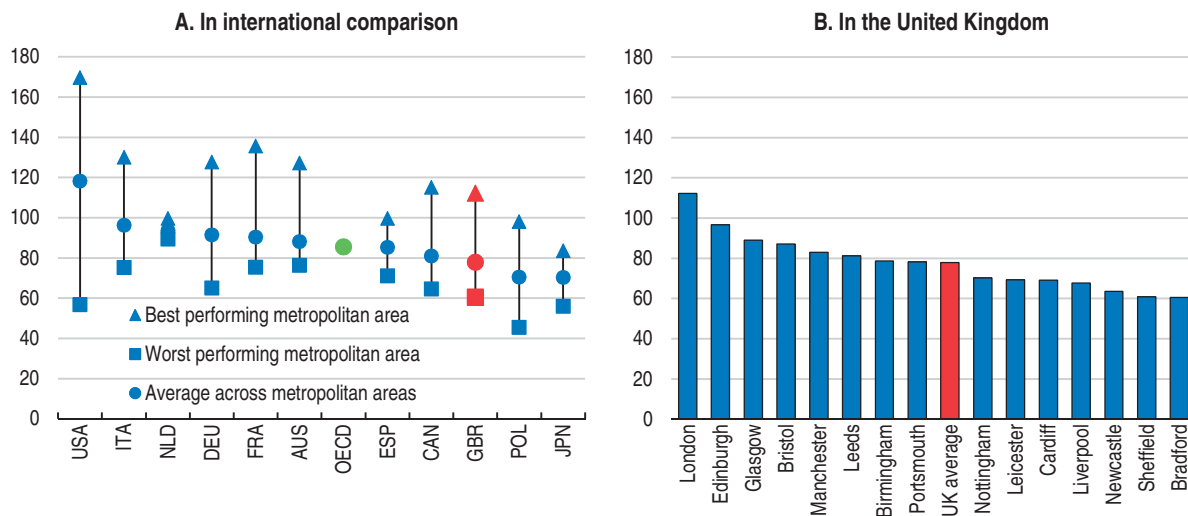 A. In international comparison
180
160
140
120
100
80
60
40
20
0
Best performing metropolitan area
Worst performing metropolitan area
Average across metropolitan areas
USA
ITA
NLD
DEU
FRA
AUS
OECD
ESP
CAN
GBR
POL
JPN
B. In the United Kingdom
180
160
140
120
100
80
60
40
20
0
London
Edinburgh
Glasgow
Bristol
Manchester
Leeds
Birmingham
Portsmouth
UK average
Nottingham
Leicester
Cardiff
Liverpool
Newcastle
Sheffield
Bradford